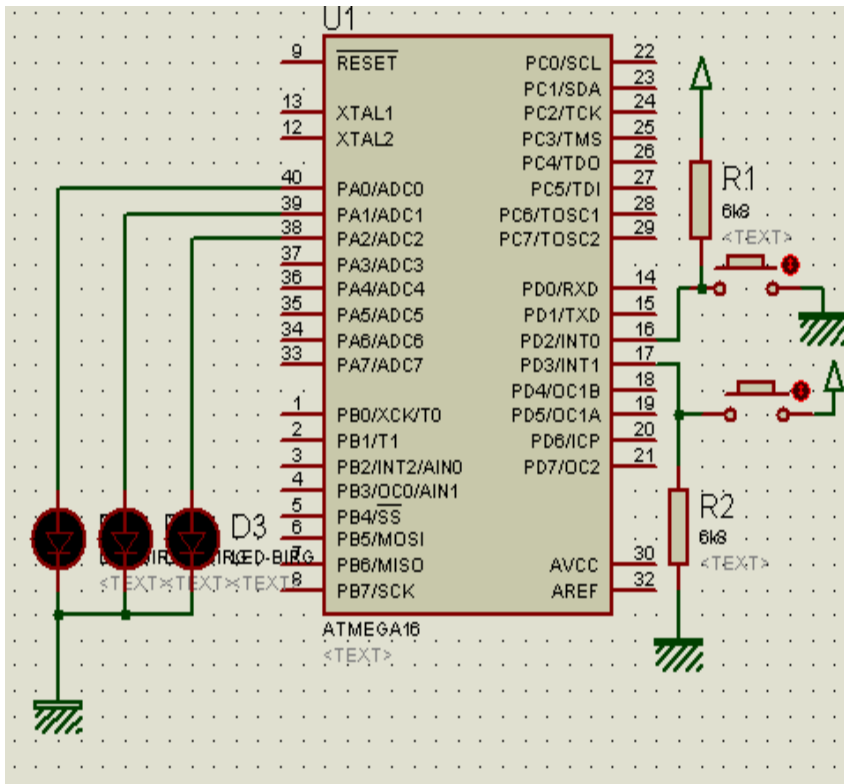 U1
9 RESET
13 XTAL1
12 XTAL2
40 PA0/ADC0
39 PA1/ADC1
38 PA2/ADC2
37 PA3/ADC3
36 PA4/ADC4
35 PA5/ADC5
34 PA6/ADC6
33 PA7/ADC7
1 PB0/XCK/T0
2 PB1/T1
3 PB2/INT2/AIN0
4 PB3/OC0/AIN1
5 PB4/SS
6 PB5/MOSI
7 PB6/MISO
8 PB7/SCK
PC0/SCL 22
PC1/SDA 23
PC2/TCK 24
PC3/TMS 25
PC4/TDO 26
PC5/TDI 27
PC6/TOSC1 28
PC7/TOSC2 29
PD0/RXD 14
PD1/TXD 15
PD2/INT0 16
PD3/INT1 17
PD4/OC1B 18
PD5/OC1A 19
PD6/ICP 20
PD7/OC2 21
AVCC 30
AREF 32
ATMEGA16
<TEXT>
R1
6k8
<TEXT>
R2
6k8
<TEXT>
D3
LED-BIRG
<TEXT>
<TEXT>
<TEXT>